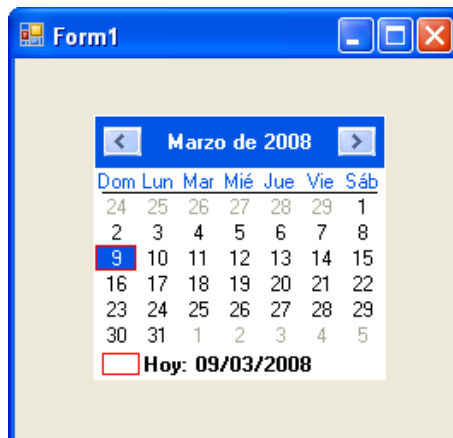 Form1
Marzo de 2008
Dom Lun Mar Mié Jue Vie Sáb
24 25 26 27 28 29 1
2 3 4 5 6 7 8
9 10 11 12 13 14 15
16 17 18 19 20 21 22
23 24 25 26 27 28 29
30 31 1 2 3 4 5
Hoy: 09/03/2008